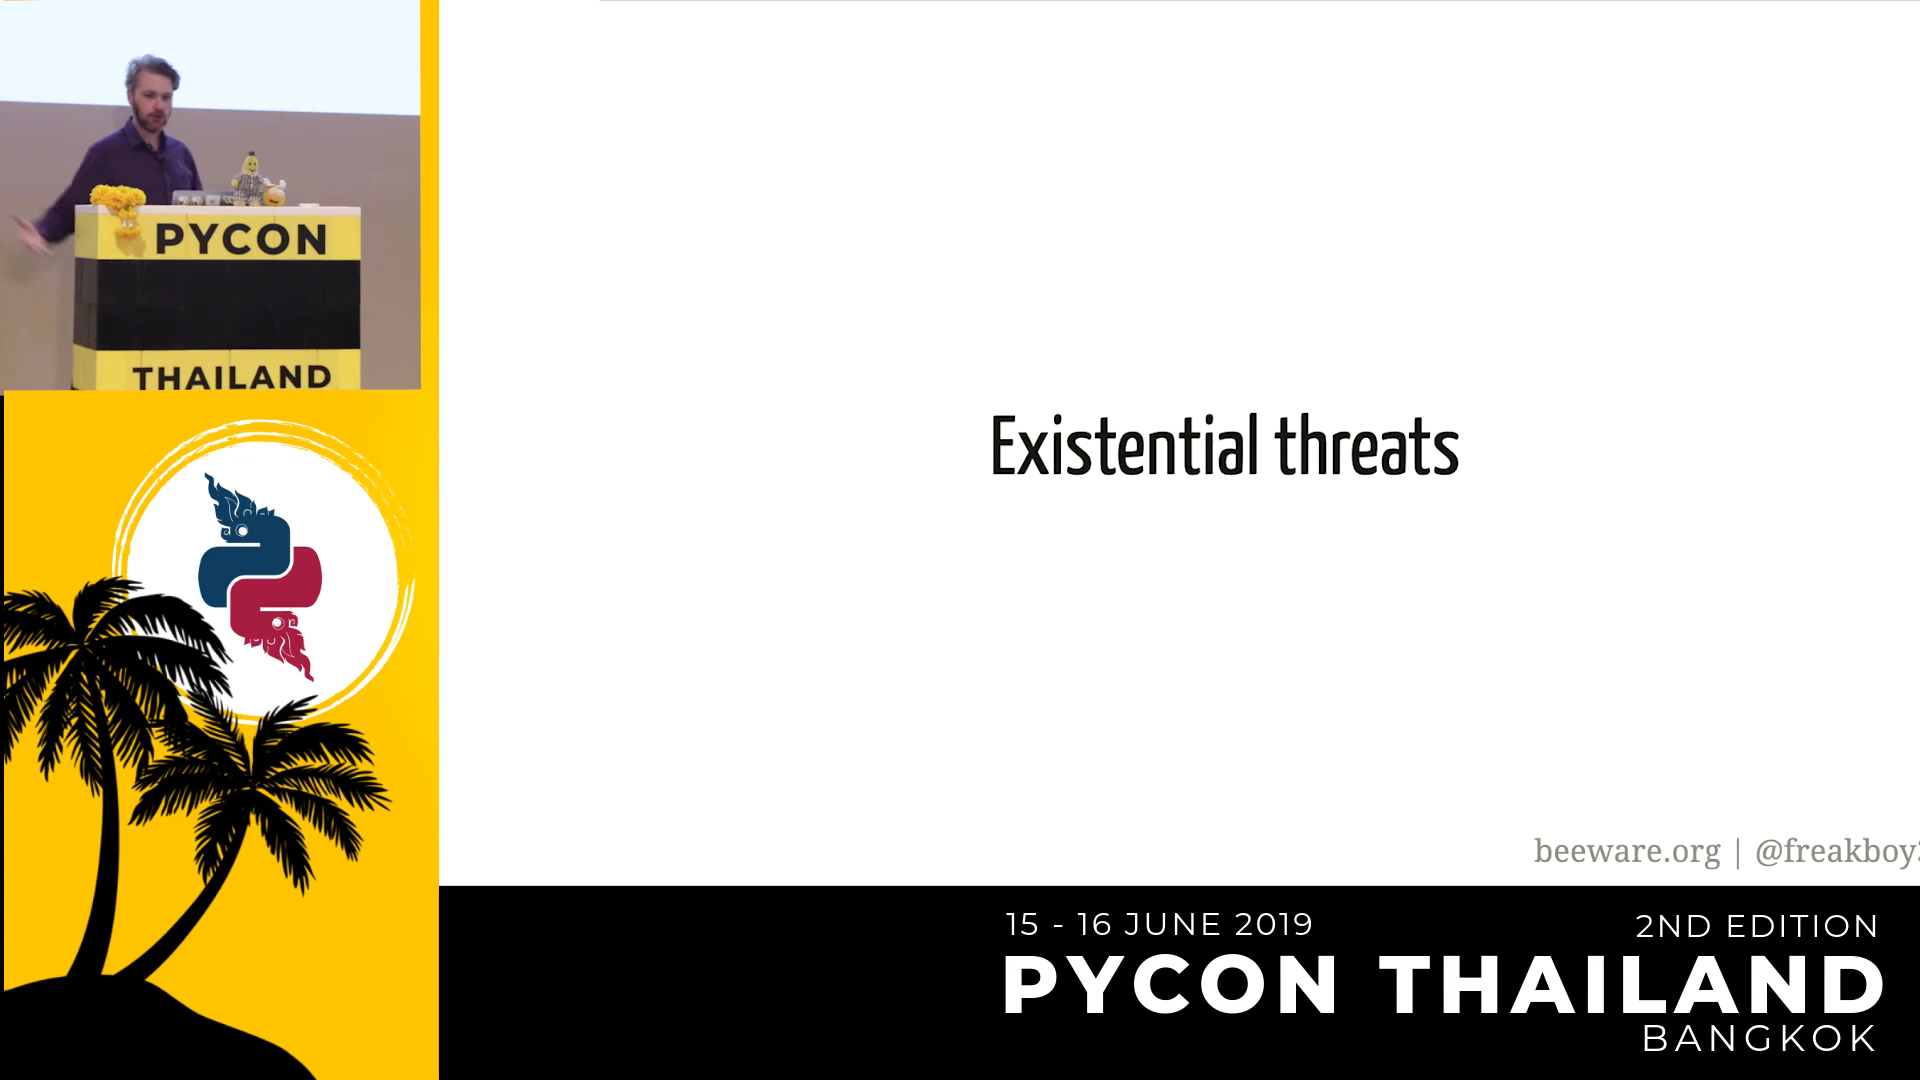 PYCON
THAILAND
Existential threats
beeware.org | @freakboy
15 - 16 JUNE 2019
2ND EDITION
PYCON THAILAND
BANGKOK